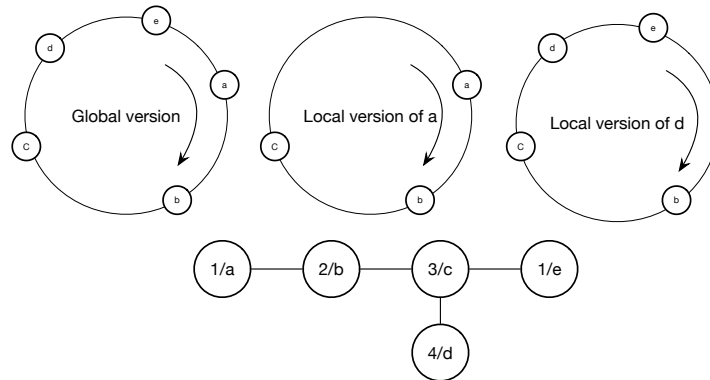 e
d
a
C
b
Global version
a
C
b
Local version of a
e
d
C
b
Local version of d
1/a
2/b
3/c
1/e
4/d